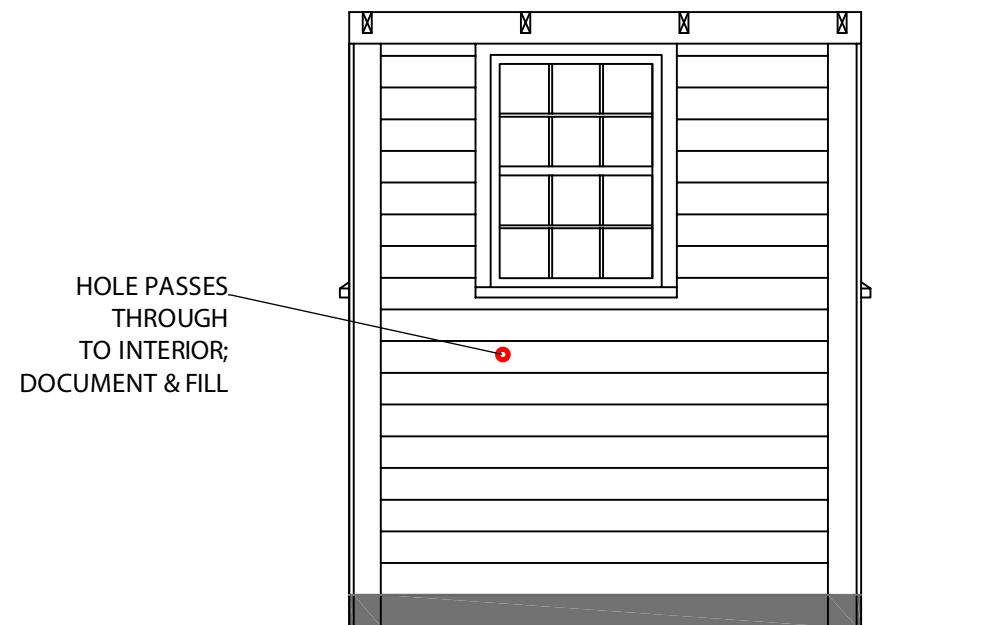 HOLE PASSES
THROUGH
TO INTERIOR;
DOCUMENT & FILL